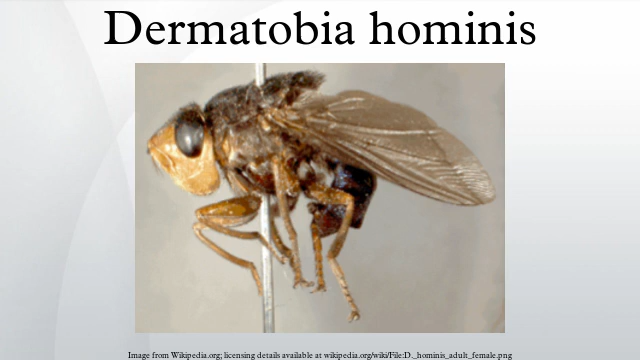 Dermatobia hominis
Image from Wikipedia.org; licensing details available at wikipedia.org/wiki/File:D._hominis_adult_female.png